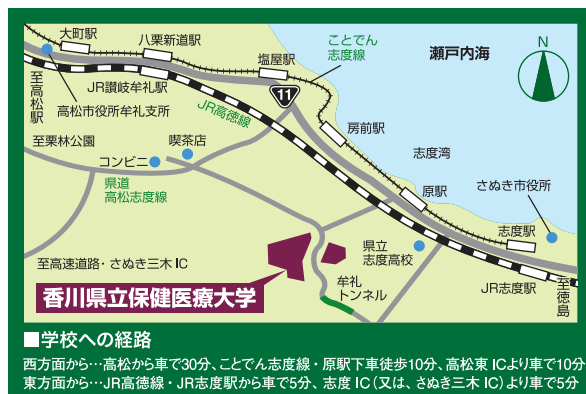 大町駅
八栗新道駅
塩屋駅
ことでん
志度線
瀬戸内海
N
至高松駅
JR讃岐牟礼駅
高松市役所牟礼支所
JR高徳線
11
房前駅
志度湾
至栗林公園
喫茶店
コンビニ
県道
高松志度線
原駅
さぬき市役所
志度駅
県立
志度高校
至高速道路・さぬき三木IC
香川県立保健医療大学
牟礼
トンネル
JR志度駅
至徳島
■学校への経路
西方面から…高松から車で30分、ことでん志度線・原駅下車徒歩10分、高松東ICより車で10分
東方面から…JR高徳線・JR志度駅から車で5分、志度IC(又は、さぬき三木IC)より車で5分